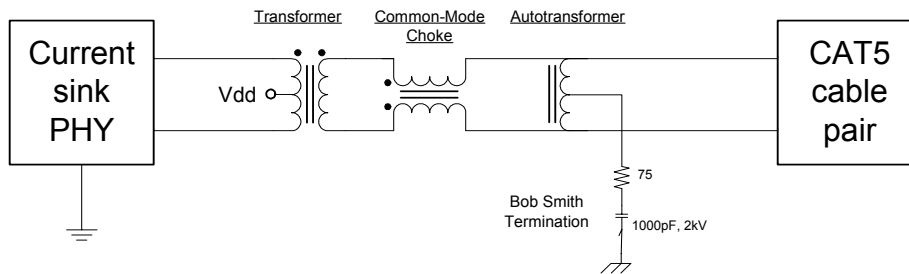 Transformer
Common-Mode
Choke
Autotransformer
Current
sink
PHY
Vdd
CAT5
cable
pair
75
Bob Smith
Termination
1000pF, 2kV